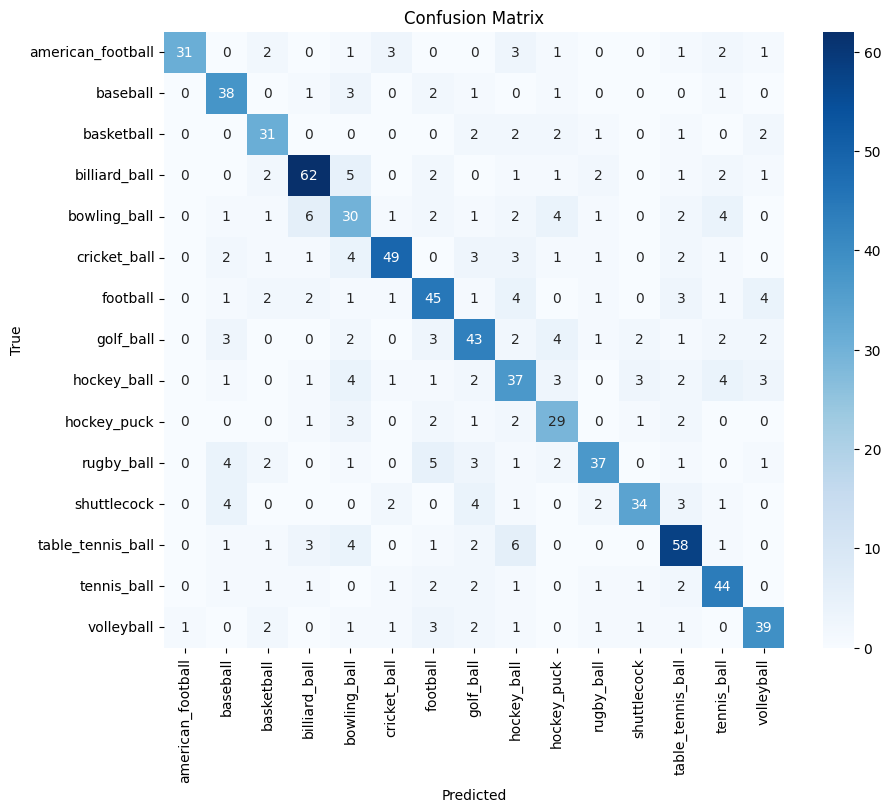 Confusion Matrix
True
american_football 31 0 2 0 1 3 0 0 3 1 0 0 1 2 1
baseball 0 38 0 1 3 0 2 1 0 1 0 0 0 1 0
basketball 0 0 31 0 0 0 0 2 2 2 1 0 1 0 2
billiard_ball 0 0 2 62 5 0 2 0 1 1 2 0 1 2 1
bowling_ball 0 1 1 6 30 1 2 1 2 4 1 0 2 4 0
cricket_ball 0 2 1 1 4 49 0 3 3 1 1 0 2 1 0
football 0 1 2 2 1 1 45 1 4 0 1 0 3 1 4
golf_ball 0 3 0 0 2 0 3 43 2 4 1 2 1 2 2
hockey_ball 0 1 0 1 4 1 1 2 37 3 0 3 2 4 3
hockey_puck 0 0 0 1 3 0 2 1 2 29 0 1 2 0 0
rugby_ball 0 4 2 0 1 0 5 3 1 2 37 0 1 0 1
shuttlecock 0 4 0 0 0 2 0 4 1 0 2 34 3 1 0
table_tennis_ball 0 1 1 3 4 0 1 2 6 0 0 0 58 1 0
tennis_ball 0 1 1 1 0 1 2 2 1 0 1 1 2 44 0
volleyball 1 0 2 0 1 1 3 2 1 0 1 1 1 0 39
american_football baseball basketball billiard_ball bowling_ball cricket_ball football golf_ball hockey_ball hockey_puck rugby_ball shuttlecock table_tennis_ball tennis_ball volleyball
Predicted
60
50
40
30
20
10
0